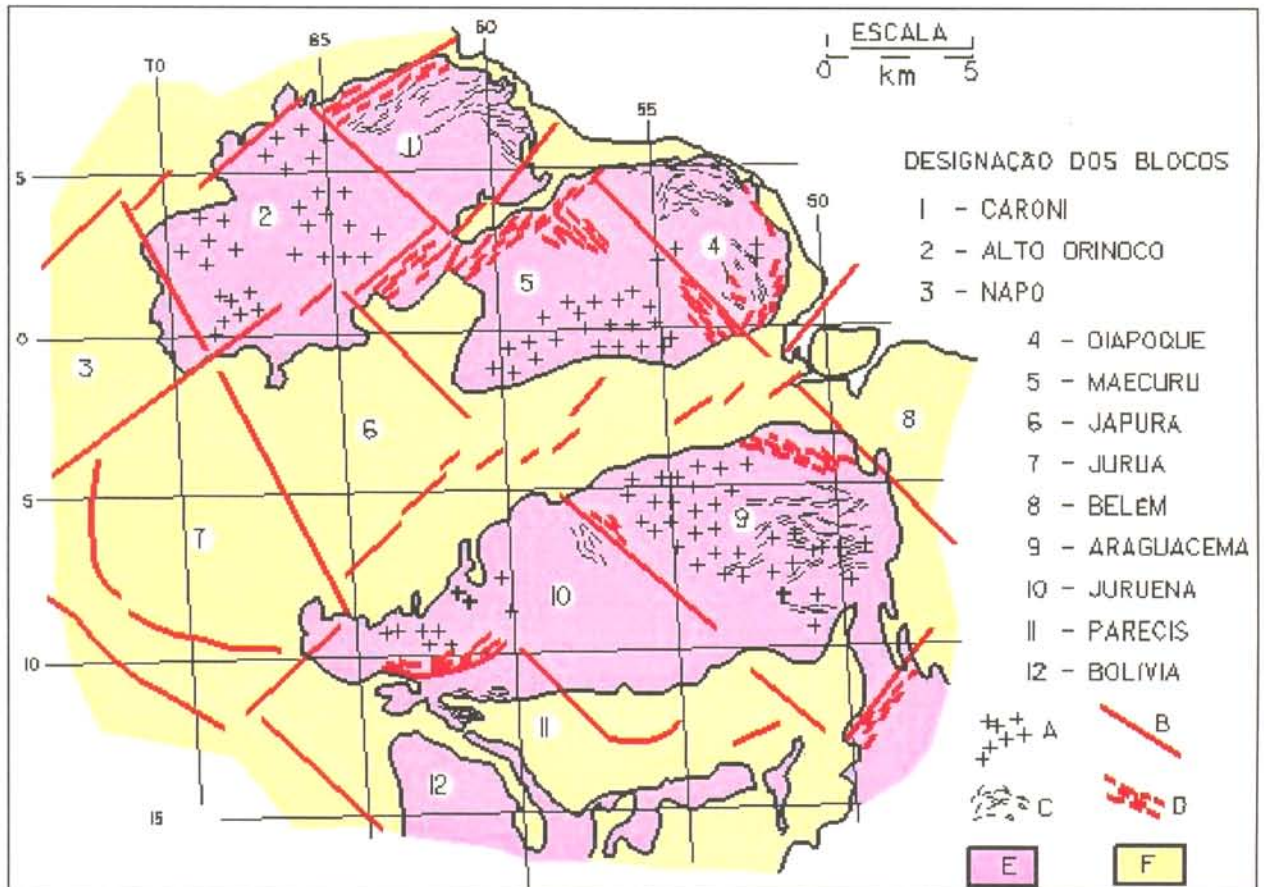 ESCALA
0 km 5
70 65 60 55 50
5
0
5
10
15
1
2
3
4
5
6
7
8
9
10
11
12
DESIGNAÇÃO DOS BLOCOS
1 - CARONI
2 - ALTO ORINOCO
3 - NAPO
4 - OIAPOQUE
5 - MAECURU
6 - JAPURA
7 - JURUA
8 - BELÉM
9 - ARAGUACEMA
10 - JURUENA
11 - PARECIS
12 - BOLIVIA
A B
C D
E F